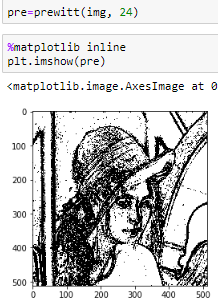 pre=prewitt(img, 24)
%matplotlib inline
plt.imshow(pre)
<matplotlib.image.AxesImage at 0
0
100
200
300
400
500
0 100 200 300 400 500